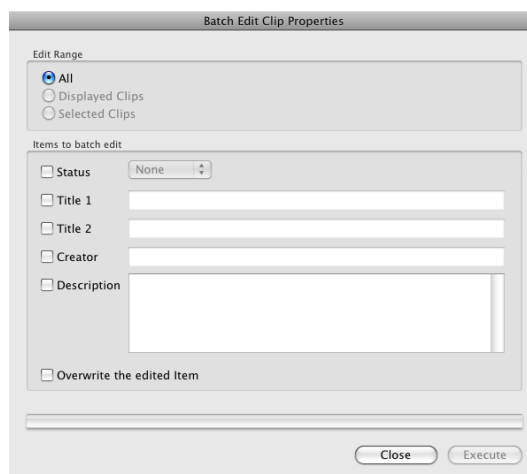 Batch Edit Clip Properties
Edit Range
All
Displayed Clips
Selected Clips
Items to batch edit
Status None
Title 1
Title 2
Creator
Description
Overwrite the edited Item
Close Execute